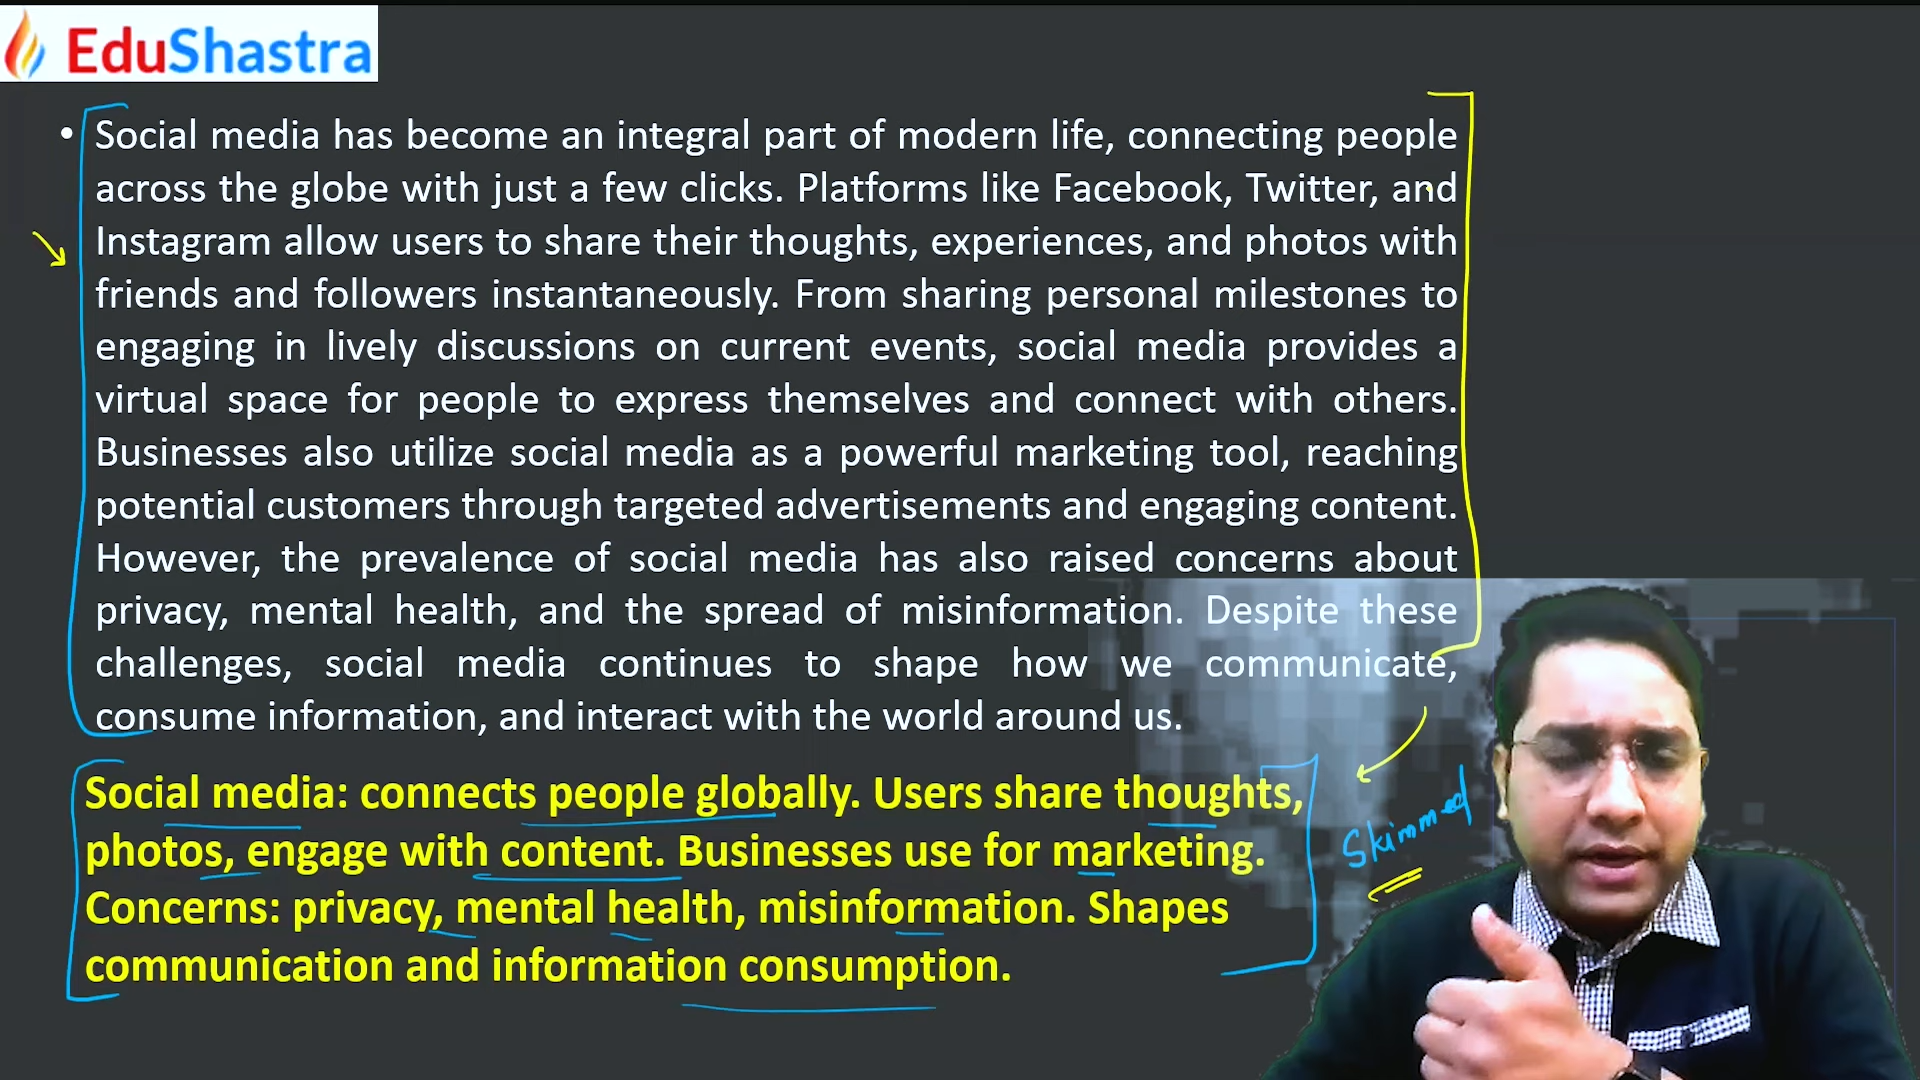 EduShastra
• Social media has become an integral part of modern life, connecting people
across the globe with just a few clicks. Platforms like Facebook, Twitter, and
Instagram allow users to share their thoughts, experiences, and photos with
friends and followers instantaneously. From sharing personal milestones to
engaging in lively discussions on current events, social media provides a
virtual space for people to express themselves and connect with others.
Businesses also utilize social media as a powerful marketing tool, reaching
potential customers through targeted advertisements and engaging content.
However, the prevalence of social media has also raised concerns about
privacy, mental health, and the spread of misinformation. Despite these
challenges, social media continues to shape how we communicate,
consume information, and interact with the world around us.
Social media: connects people globally. Users share thoughts,
photos, engage with content. Businesses use for marketing.
Concerns: privacy, mental health, misinformation. Shapes
communication and information consumption.
Skimmed